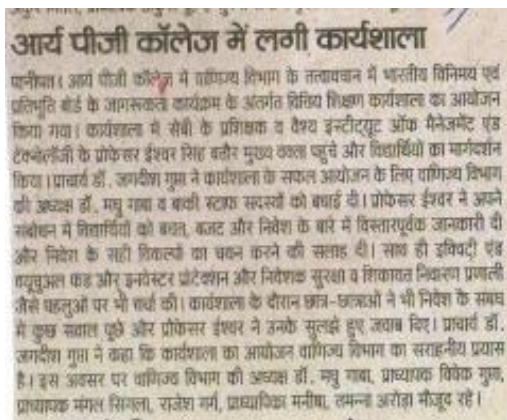 आर्य पीजी कॉलेज में लगी कार्यशाला
पानीपत। आर्य पीजी कॉलेज में वाणिज्य विभाग के तत्वावधान में भारतीय विनिमय एवं
प्रतिभूति बोर्ड के जागरूकता कार्यक्रम के अंतर्गत वित्तिय शिक्षण कार्यशाला का आयोजन
किया गया। कार्यशाला में सेबी के प्रशिक्षक व वैश्य इन्स्टीट्यूट ऑफ मैनेजमेंट एंड
टेक्नोलॉजी के प्रोफेसर ईश्वर सिंह बतौर मुख्य वक्ता पहुंचे और विद्यार्थियों का मार्गदर्शन
किया। प्राचार्य डॉ. जगदीश गुप्ता ने कार्यशाला के सफल आयोजन के लिए वाणिज्य विभाग
की अध्यक्ष डॉ. मधु गाबा व बाकी स्टाफ सदस्यों को बधाई दी। प्रोफेसर ईश्वर ने अपने
संबोधन में विद्यार्थियों को बचत, बजट और निवेश के बारे में विस्तारपूर्वक जानकारी दी
और निवेश के सही विकल्पों का चयन करने की सलाह दी। साथ ही इक्विटी एंड
म्यूचुअल फंड और इनवेस्टर प्रोटेक्शन और निवेशक सुरक्षा व शिकायत निवारण प्रणाली
जैसे पहलुओं पर भी चर्चा की। कार्यशाला के दौरान छात्र-छात्राओं ने भी निवेश के संबंध
में कुछ सवाल पूछे और प्रोफेसर ईश्वर ने उनके सुलझे हुए जवाब दिए। प्राचार्य डॉ.
जगदीश गुप्ता ने कहा कि कार्यशाला का आयोजन वाणिज्य विभाग का सराहनीय प्रयास
है। इस अवसर पर वाणिज्य विभाग की अध्यक्ष डॉ. मधु गाबा, प्राध्यापक विवेक गुप्ता,
प्राध्यापक मंगल सिंगला, राजेश गर्ग, प्राध्यापिका मनीषा, तमन्ना अरोड़ा मौजूद रहे।